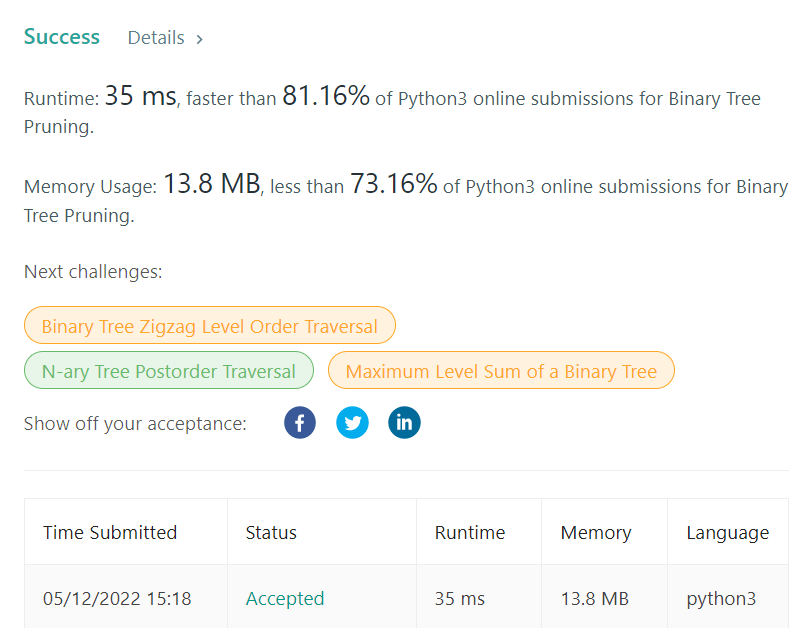 Success Details >
Runtime: 35 ms, faster than 81.16% of Python3 online submissions for Binary Tree
Pruning.
Memory Usage: 13.8 MB, less than 73.16% of Python3 online submissions for Binary
Tree Pruning.
Next challenges:
Binary Tree Zigzag Level Order Traversal
N-ary Tree Postorder Traversal Maximum Level Sum of a Binary Tree
Show off your acceptance: f in
Time Submitted Status Runtime Memory Language
05/12/2022 15:18 Accepted 35 ms 13.8 MB python3